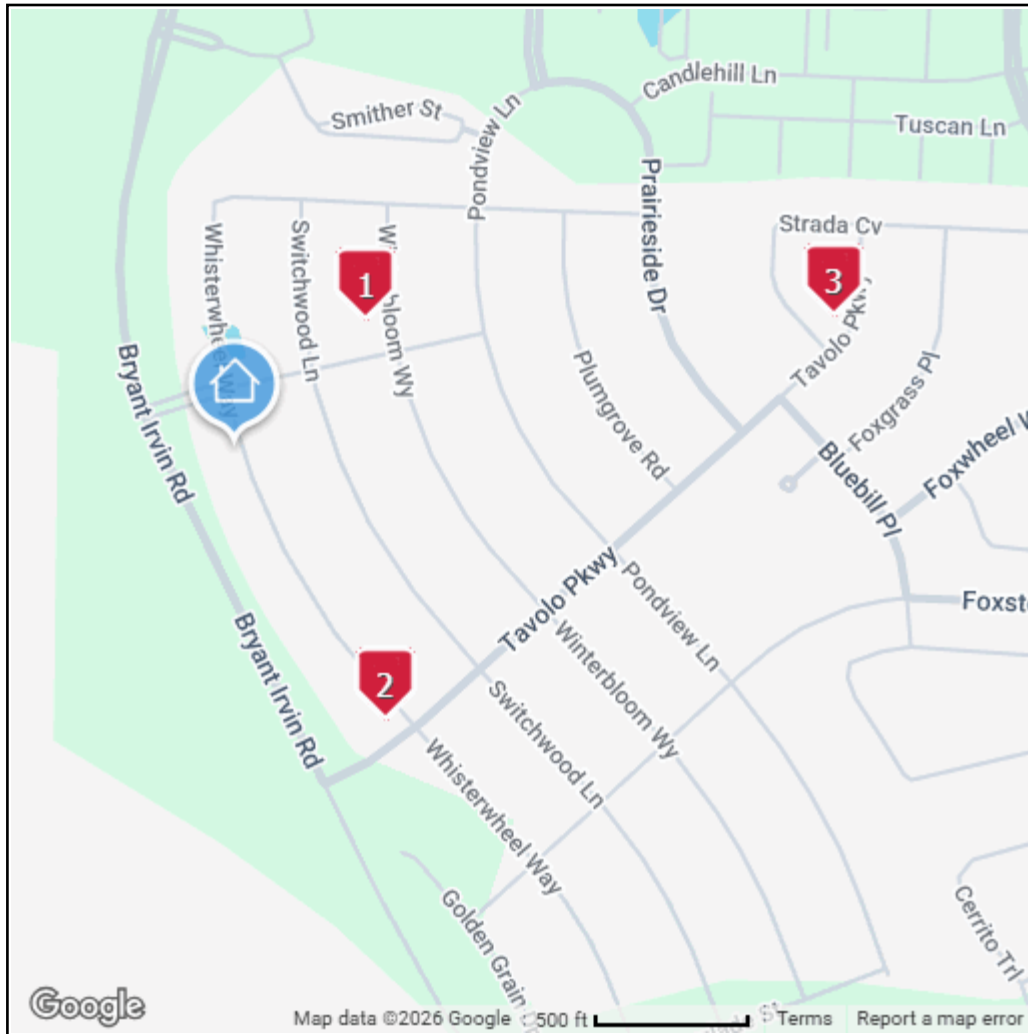 Candlehill Ln
Smither St
Pondview Ln
Tuscan Ln
Prairieside Dr
Strada Cv
Whisterwheel Way
Switchwood Ln
1
bloom Wy
3
Tavolo Pkwy
Bryant Irvin Rd
Plumgrove Rd
Foxgrass Pl
Foxwheel
Bluebill Pl
Tavolo Pkwy
Pondview Ln
Foxst
Bryant Irvin Rd
2
Winterbloom Wy
Switchwood Ln
Whisterwheel Way
Golden Grain
Cerrito Trl
Google
Map data ©2026 Google
500 ft
Terms
Report a map error